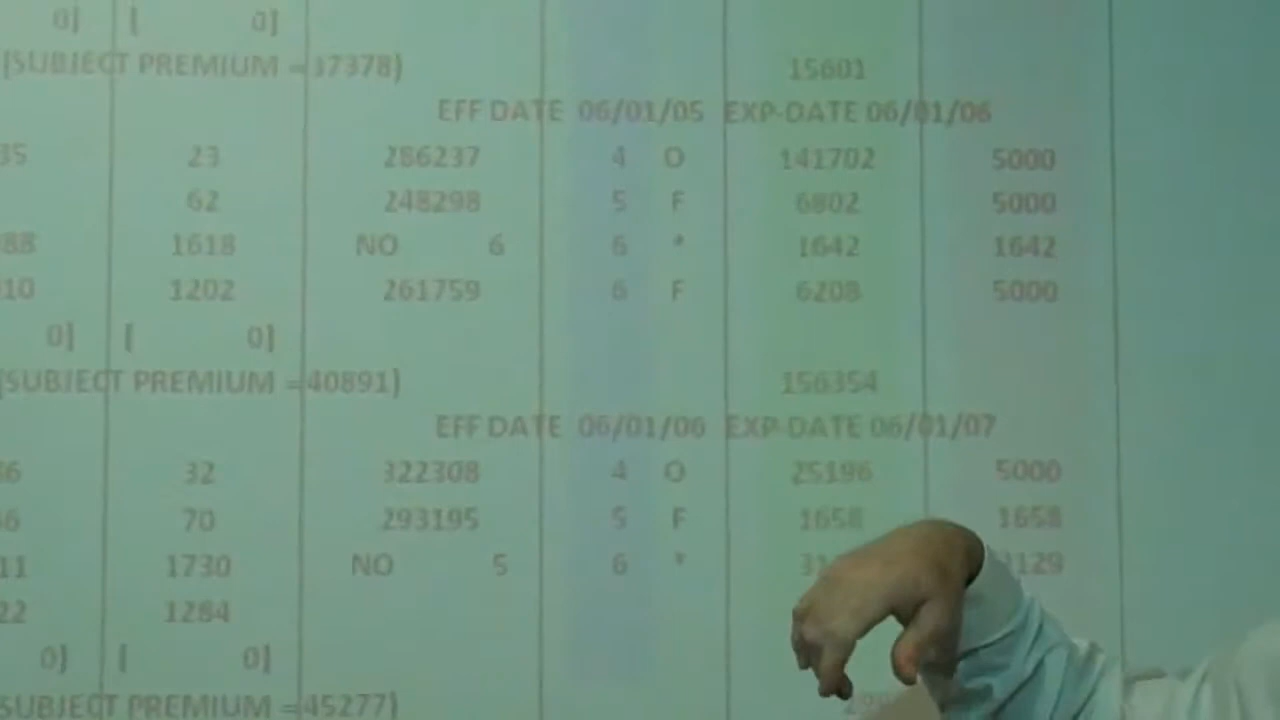 0] [ 0]
(SUBJECT PREMIUM = 37378) 15601
EFF DATE 06/01/05 EXP-DATE 06/01/06
35 23 286237 4 O 141702 5000
62 248298 5 F 6802 5000
88 1618 NO 6 6 * 1642 1642
10 1202 261759 6 F 6208 5000
0] [ 0]
(SUBJECT PREMIUM = 40891) 156354
EFF DATE 06/01/06 EXP-DATE 06/01/07
36 32 322308 4 O 25196 5000
46 70 293195 5 F 1658 1658
11 1730 NO 5 6 *
22 1284
0] [ 0]
SUBJECT PREMIUM = 45277)